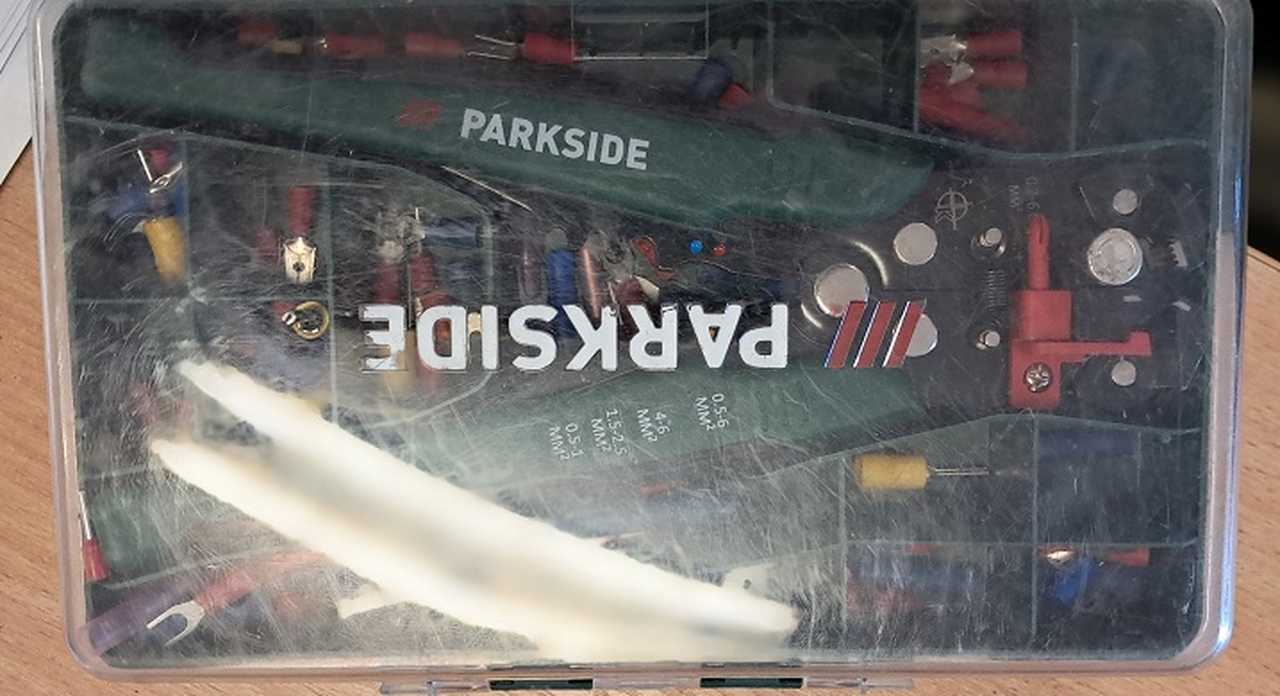 PARKSIDE
PARKSIDE
0.5-6
MM²
4-6
MM²
1.5-2.5
MM²
0.5-1
MM²